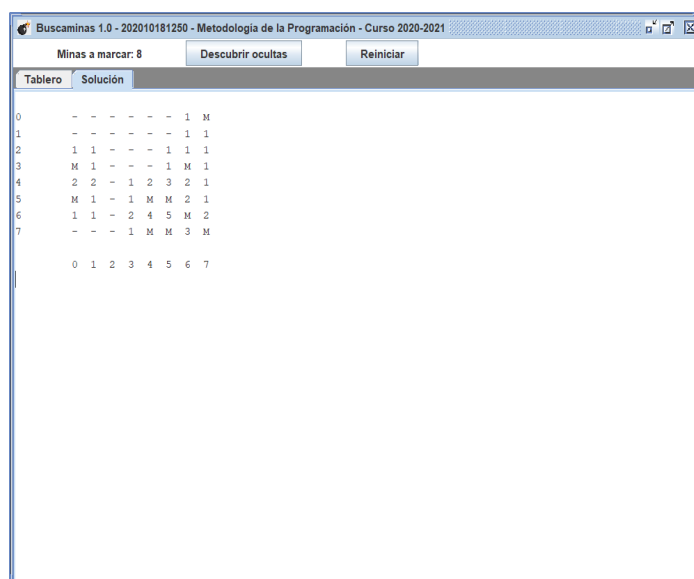 Buscaminas 1.0 - 202010181250 - Metodología de la Programación - Curso 2020-2021
Minas a marcar: 8 Descubrir ocultas Reiniciar
Tablero Solución
0 - - - - - - 1 M
1 - - - - - - 1 1
2 1 1 - - - 1 1 1
3 M 1 - - - 1 M 1
4 2 2 - 1 2 3 2 1
5 M 1 - 1 M M 2 1
6 1 1 - 2 4 5 M 2
7 - - - 1 M M 3 M
0 1 2 3 4 5 6 7